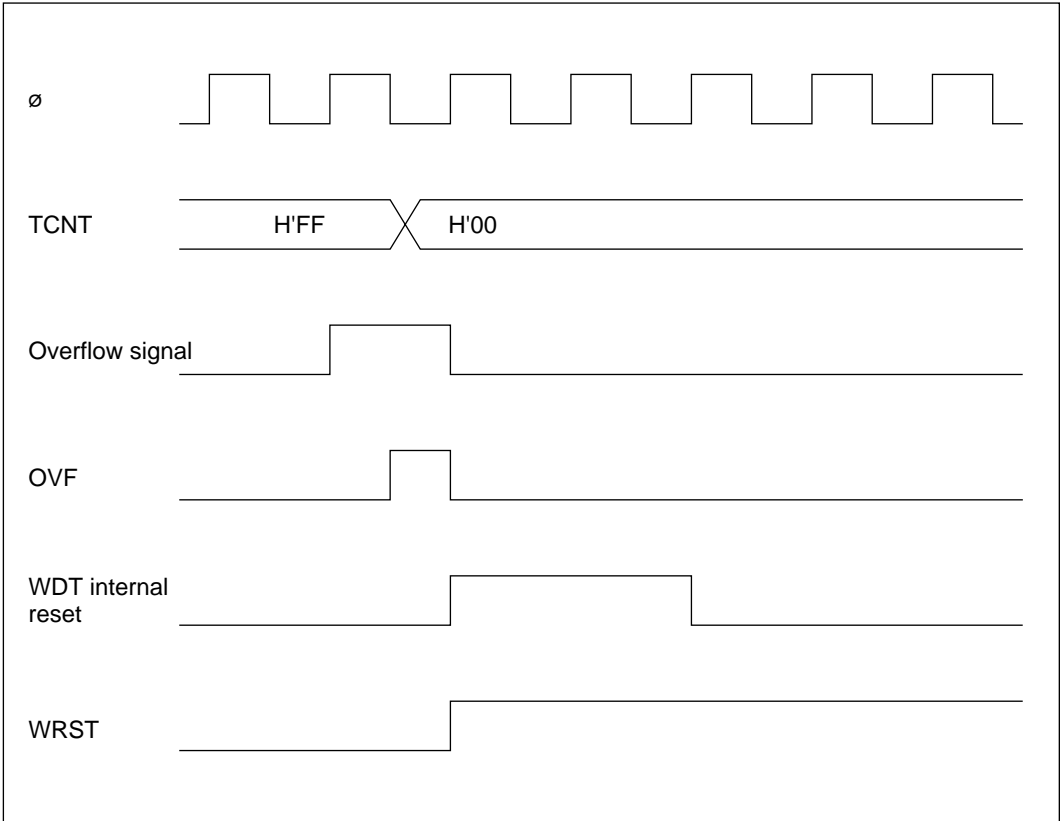 ø
TCNT H'FF H'00
Overflow signal
OVF
WDT internal
reset
WRST